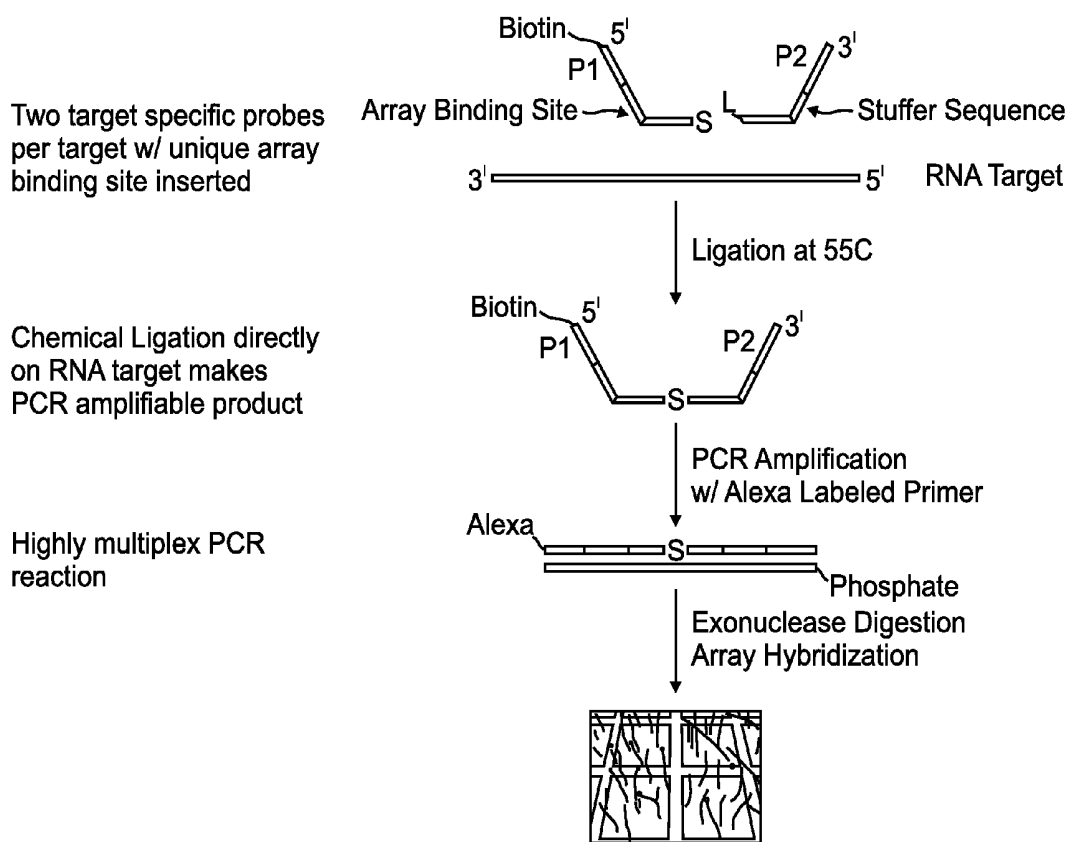 Biotin
5'
P1
Array Binding Site
S
L
P2
3'
Stuffer Sequence
Two target specific probes
per target w/ unique array
binding site inserted
3'
5'
RNA Target
Ligation at 55C
Chemical Ligation directly
on RNA target makes
PCR amplifiable product
Biotin
5'
P1
S
P2
3'
PCR Amplification
w/ Alexa Labeled Primer
Highly multiplex PCR
reaction
Alexa
S
Phosphate
Exonuclease Digestion
Array Hybridization